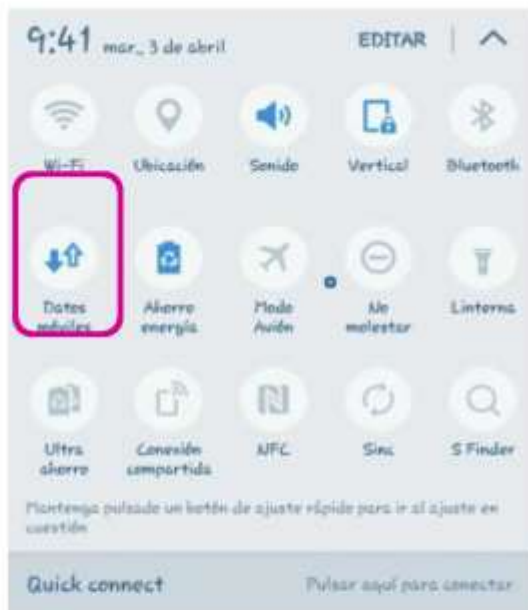 9:41 mar., 3 de abril EDITAR
Wi-Fi Ubicación Sonido Vertical Bluetooth
Datos móviles Ahorro energía Modo Avión No molestar Linterna
Ultra ahorro Conexión compartida NFC Sinc S Finder
Mantenga pulsado un botón de ajuste rápido para ir al ajuste en
cuestión
Quick connect Pulsar aquí para conectar